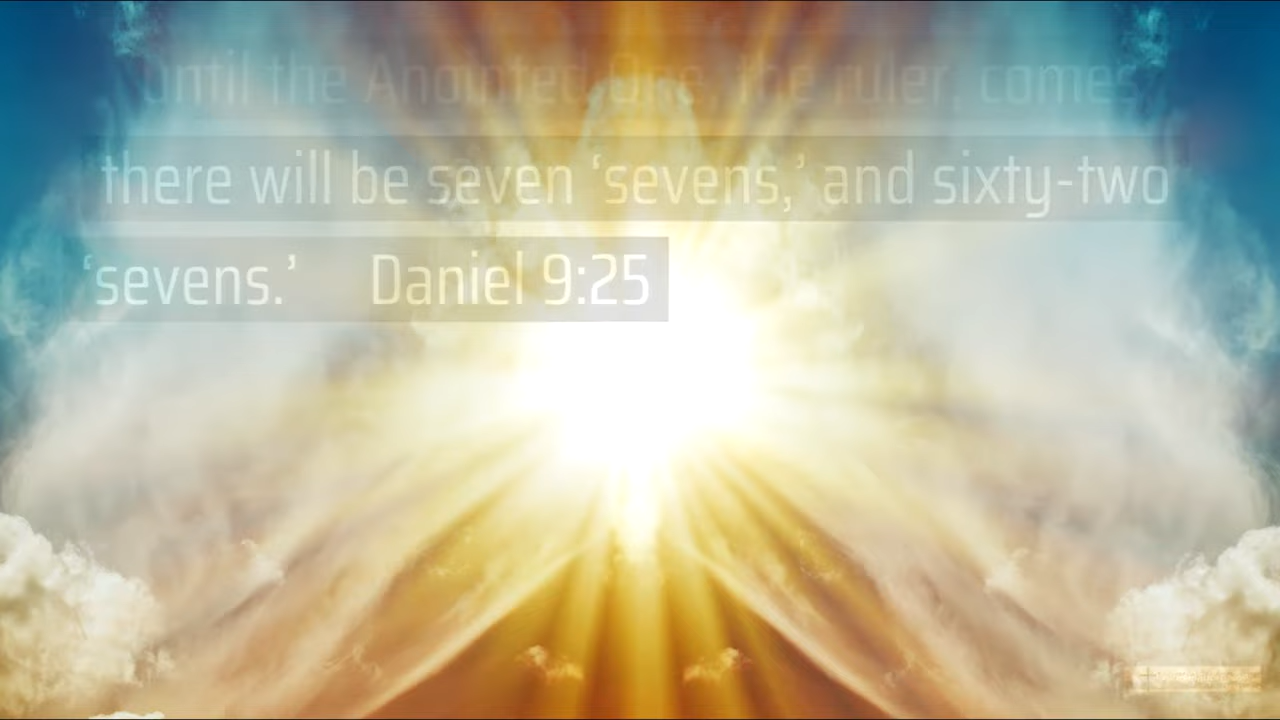 Until the Anointed One, the ruler, comes,
there will be seven ‘sevens,’ and sixty-two
‘sevens.’ Daniel 9:25